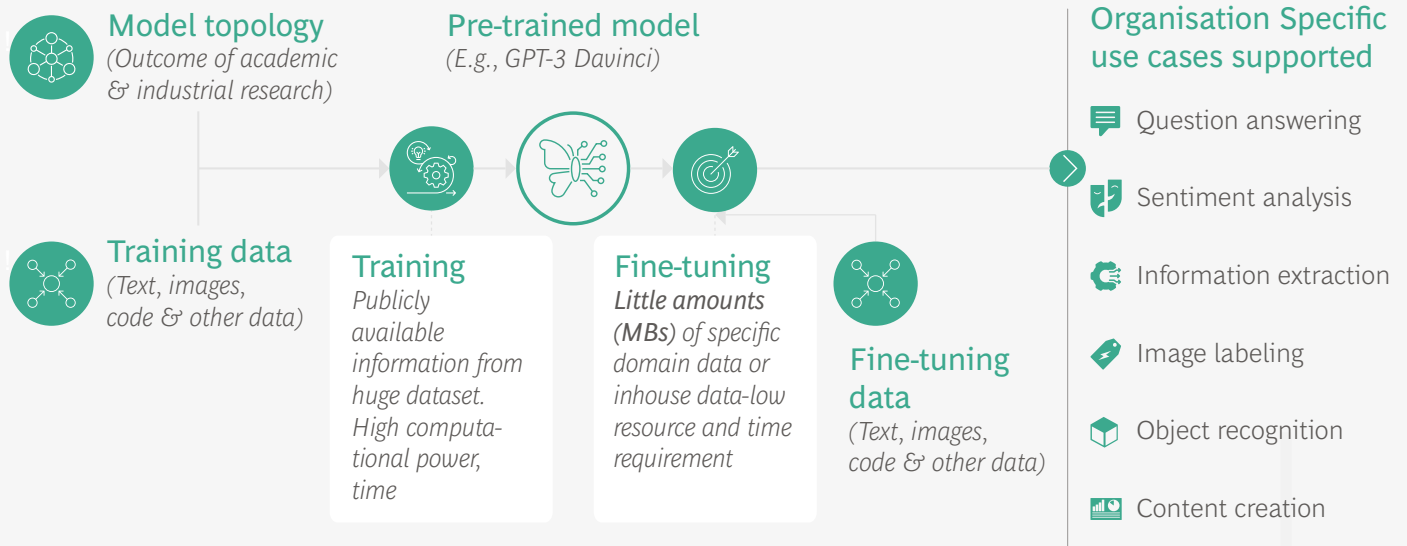 Model topology
(Outcome of academic
& industrial research)
Pre-trained model
(E.g., GPT-3 Davinci)
Training data
(Text, images,
code & other data)
Training
Publicly
available
information from
huge dataset.
High computa-
tional power,
time
Fine-tuning
Little amounts
(MBs) of specific
domain data or
inhouse data-low
resource and time
requirement
Fine-tuning
data
(Text, images,
code & other data)
Organisation Specific
use cases supported
Question answering
Sentiment analysis
Information extraction
Image labeling
Object recognition
Content creation